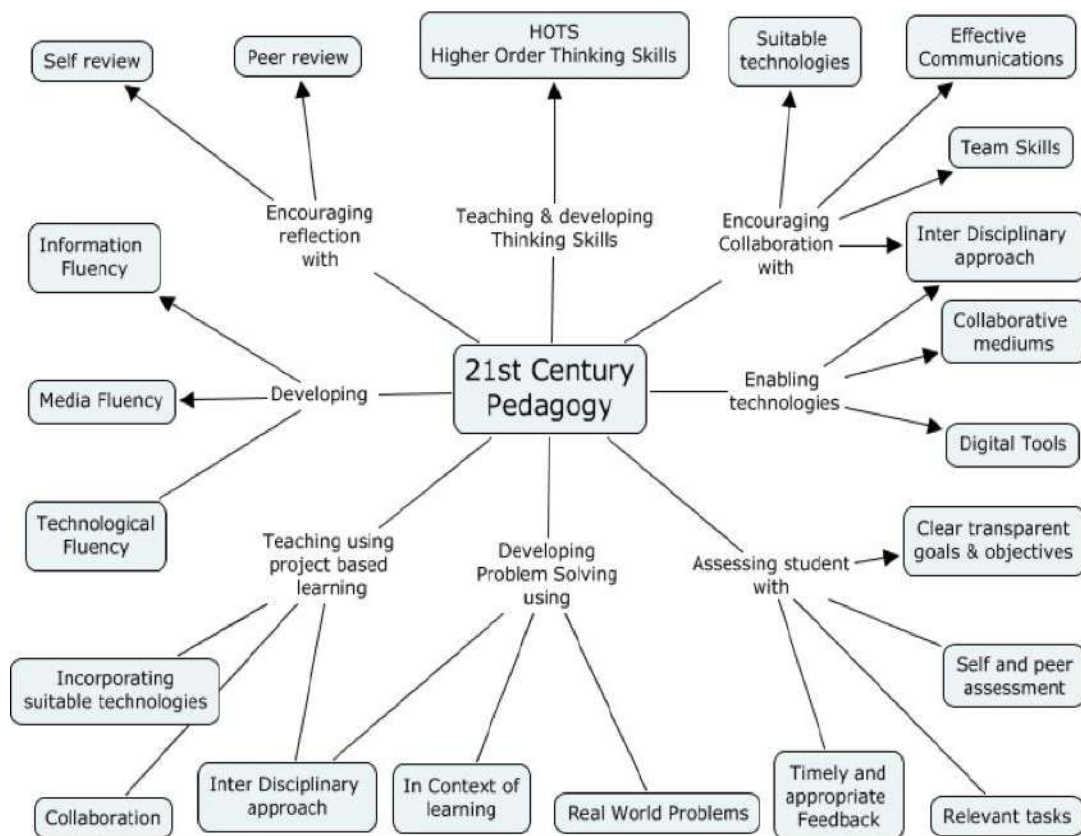 Self review
Peer review
HOTS
Higher Order Thinking Skills
Suitable
technologies
Effective
Communications
Team Skills
Encouraging
reflection
with
Teaching & developing
Thinking Skills
Encouraging
Collaboration
with
Inter Disciplinary
approach
Information
Fluency
Collaborative
mediums
21st Century
Pedagogy
Media Fluency
Developing
Enabling
technologies
Digital Tools
Technological
Fluency
Teaching using
project based
learning
Developing
Problem Solving
using
Assessing student
with
Clear transparent
goals & objectives
Incorporating
suitable technologies
Self and peer
assessment
Collaboration
Inter Disciplinary
approach
In Context of
learning
Real World Problems
Timely and
appropriate
Feedback
Relevant tasks